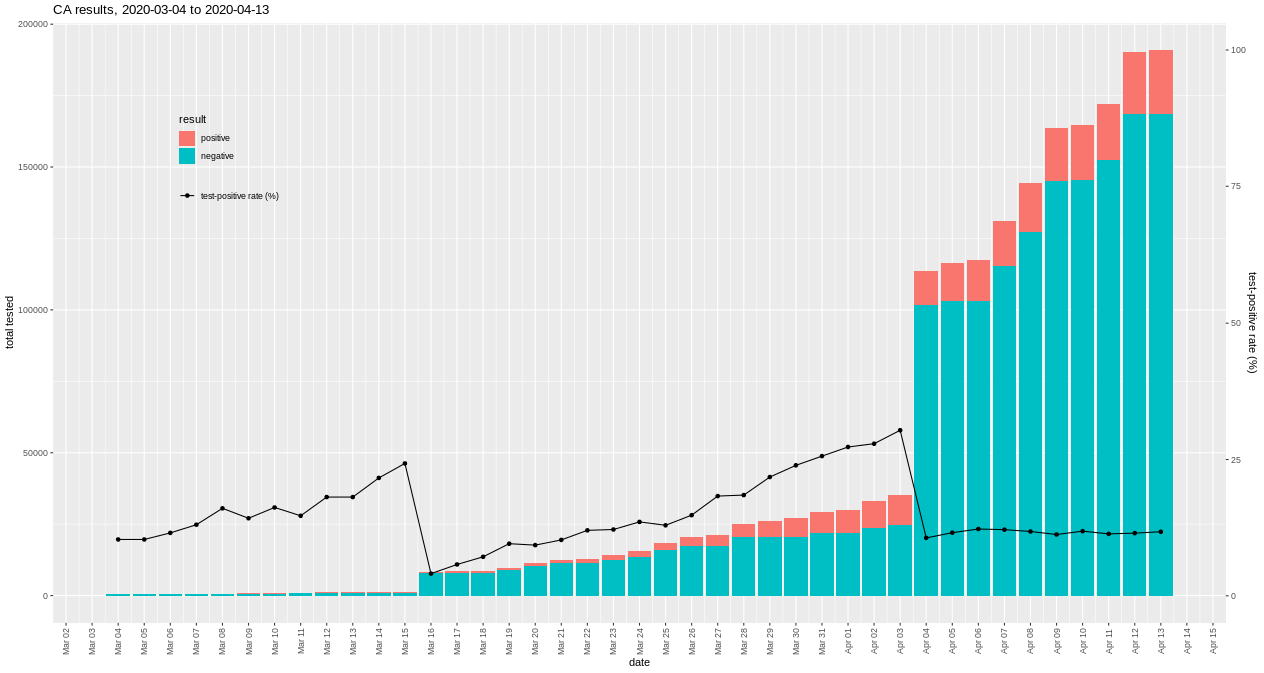 CA results, 2020-03-04 to 2020-04-13
200000
150000
100000
50000
0
total tested
result
positive
negative
test-positive rate (%)
100
75
50
25
0
test-positive rate (%)
Mar 02
Mar 03
Mar 04
Mar 05
Mar 06
Mar 07
Mar 08
Mar 09
Mar 10
Mar 11
Mar 12
Mar 13
Mar 14
Mar 15
Mar 16
Mar 17
Mar 18
Mar 19
Mar 20
Mar 21
Mar 22
Mar 23
Mar 24
Mar 25
Mar 26
Mar 27
Mar 28
Mar 29
Mar 30
Mar 31
Apr 01
Apr 02
Apr 03
Apr 04
Apr 05
Apr 06
Apr 07
Apr 08
Apr 09
Apr 10
Apr 11
Apr 12
Apr 13
Apr 14
Apr 15
date